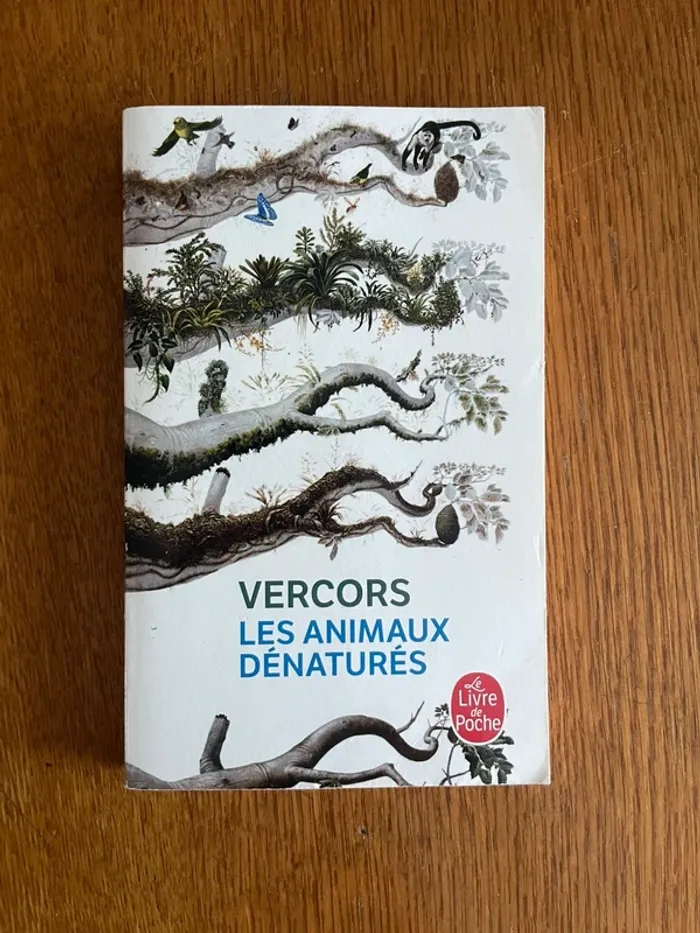 VERCORS
LES ANIMAUX
DÉNATURÉS
Le
Livre
de
Poche